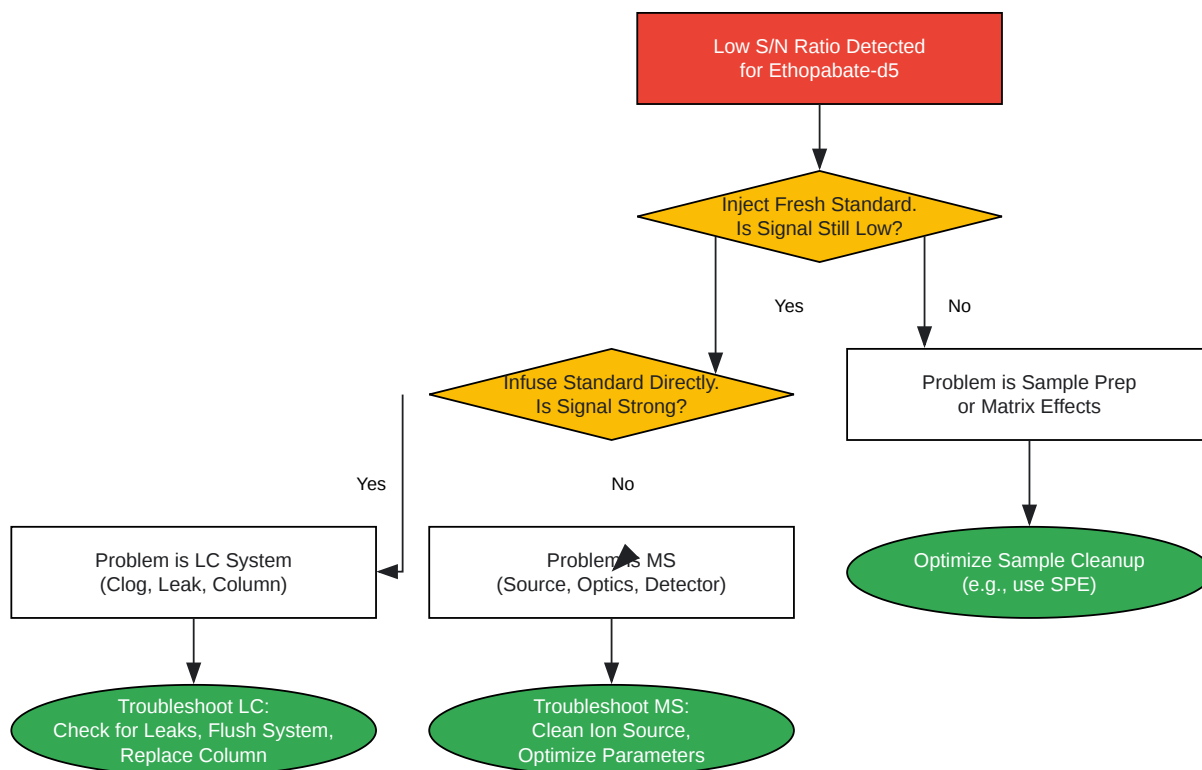 Low S/N Ratio Detected
for Ethopabate-d5
Inject Fresh Standard.
Is Signal Still Low?
Yes
No
Infuse Standard Directly.
Is Signal Strong?
Problem is Sample Prep
or Matrix Effects
Yes
No
Problem is LC System
(Clog, Leak, Column)
Problem is MS
(Source, Optics, Detector)
Optimize Sample Cleanup
(e.g., use SPE)
Troubleshoot LC:
Check for Leaks, Flush System,
Replace Column
Troubleshoot MS:
Clean Ion Source,
Optimize Parameters